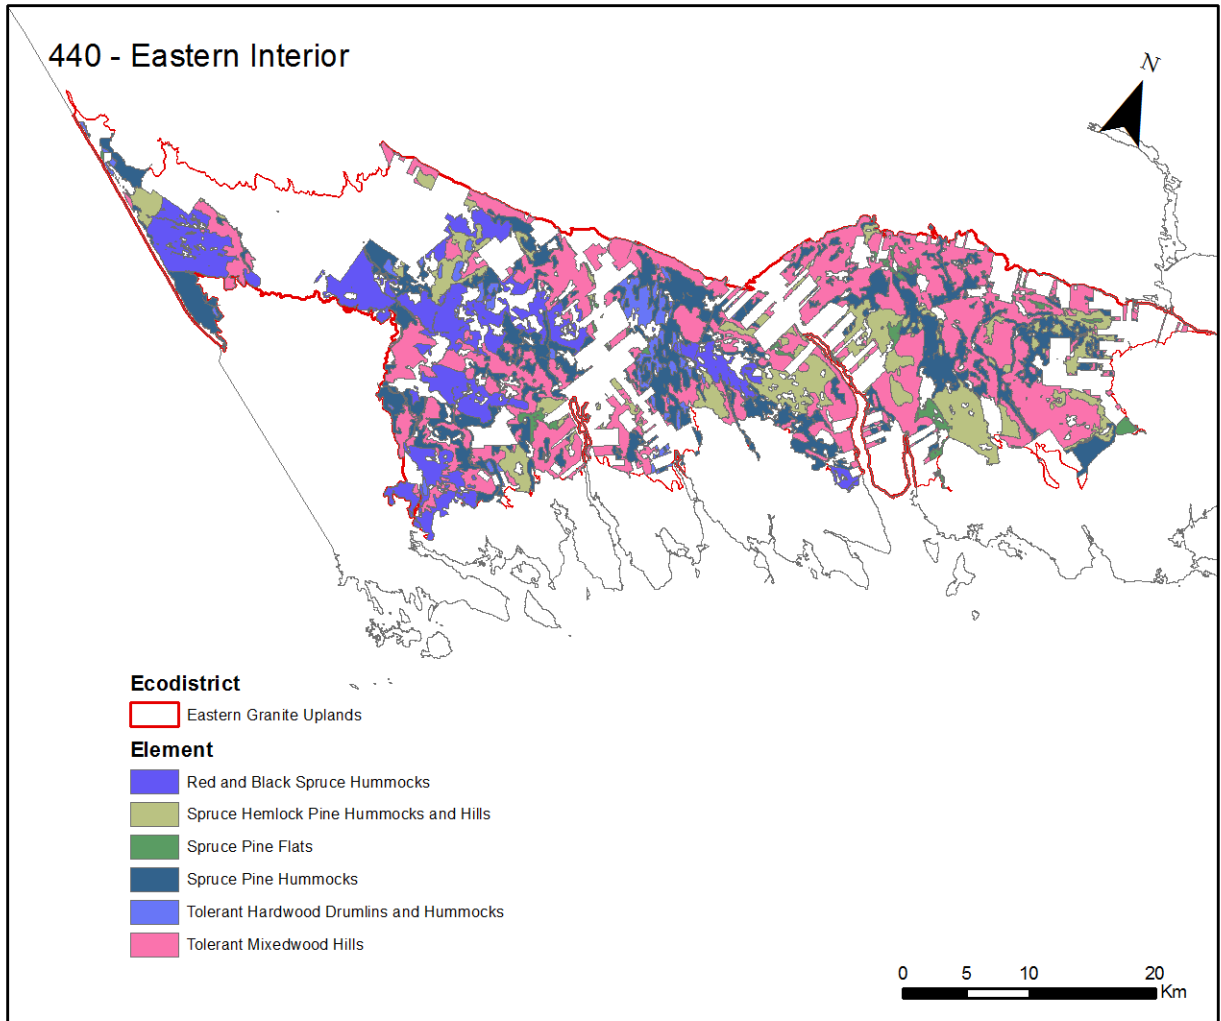 440 - Eastern Interior
N
Ecodistrict
Eastern Granite Uplands
Element
Red and Black Spruce Hummocks
Spruce Hemlock Pine Hummocks and Hills
Spruce Pine Flats
Spruce Pine Hummocks
Tolerant Hardwood Drumlins and Hummocks
Tolerant Mixedwood Hills
0 5 10 20
Km